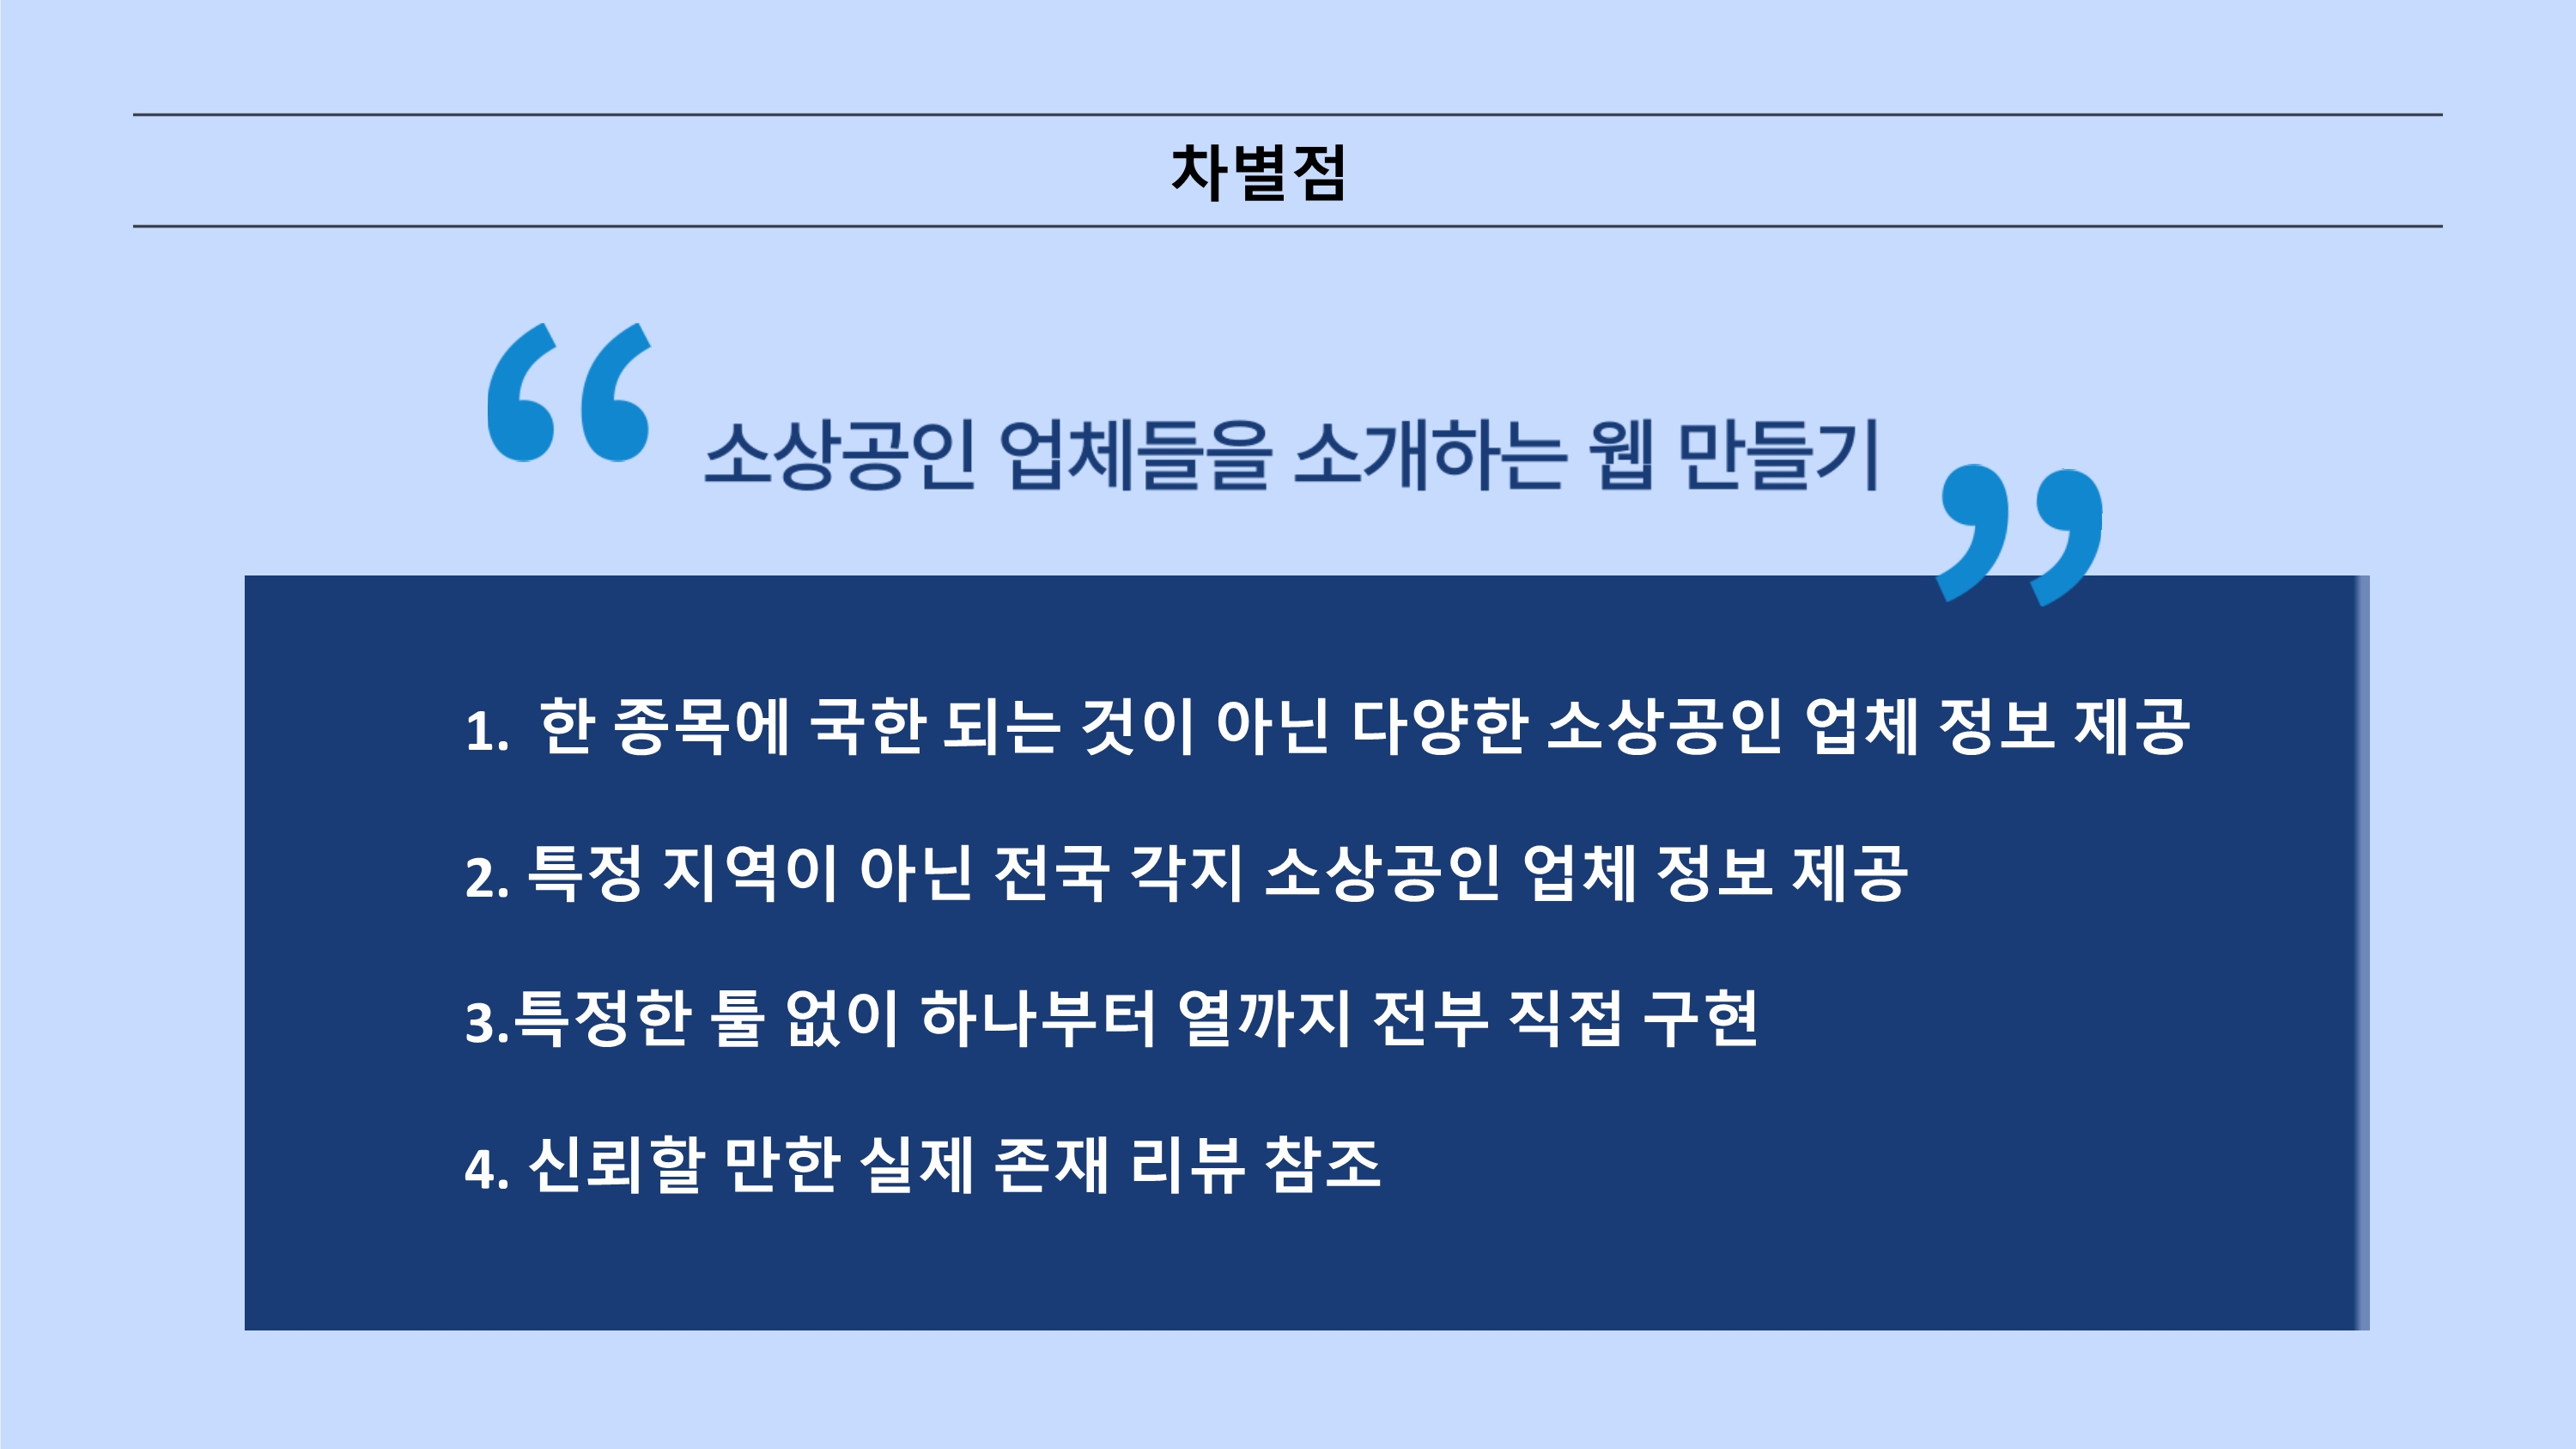 차별점
“ 소상공인 업체들을 소개하는 웹 만들기 ”
1. 한 종목에 국한 되는 것이 아닌 다양한 소상공인 업체 정보 제공
2. 특정 지역이 아닌 전국 각지 소상공인 업체 정보 제공
3.특정한 툴 없이 하나부터 열까지 전부 직접 구현
4. 신뢰할 만한 실제 존재 리뷰 참조